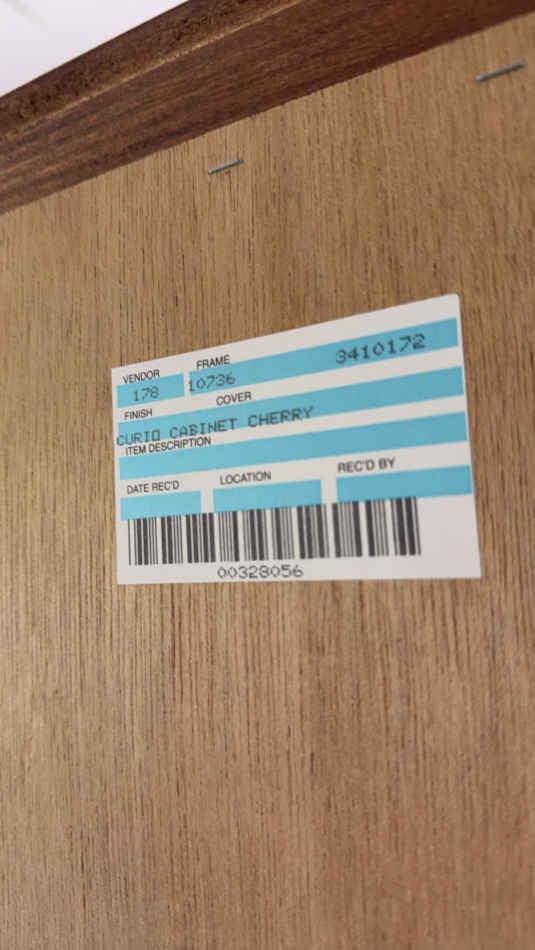 VENDOR FRAME
178 10736 3410172
FINISH COVER
CURIO CABINET CHERRY
ITEM DESCRIPTION
DATE REC'D LOCATION REC'D BY
00328056